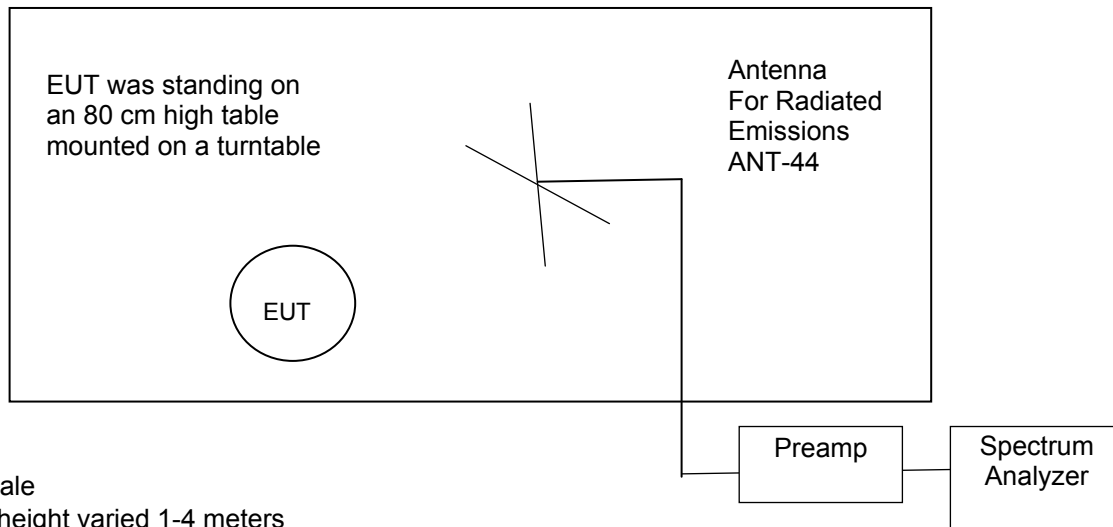 EUT was standing on
an 80 cm high table
mounted on a turntable
Antenna
For Radiated
Emissions
ANT-44
EUT
Preamp
Spectrum
Analyzer
height varied 1-4 meters